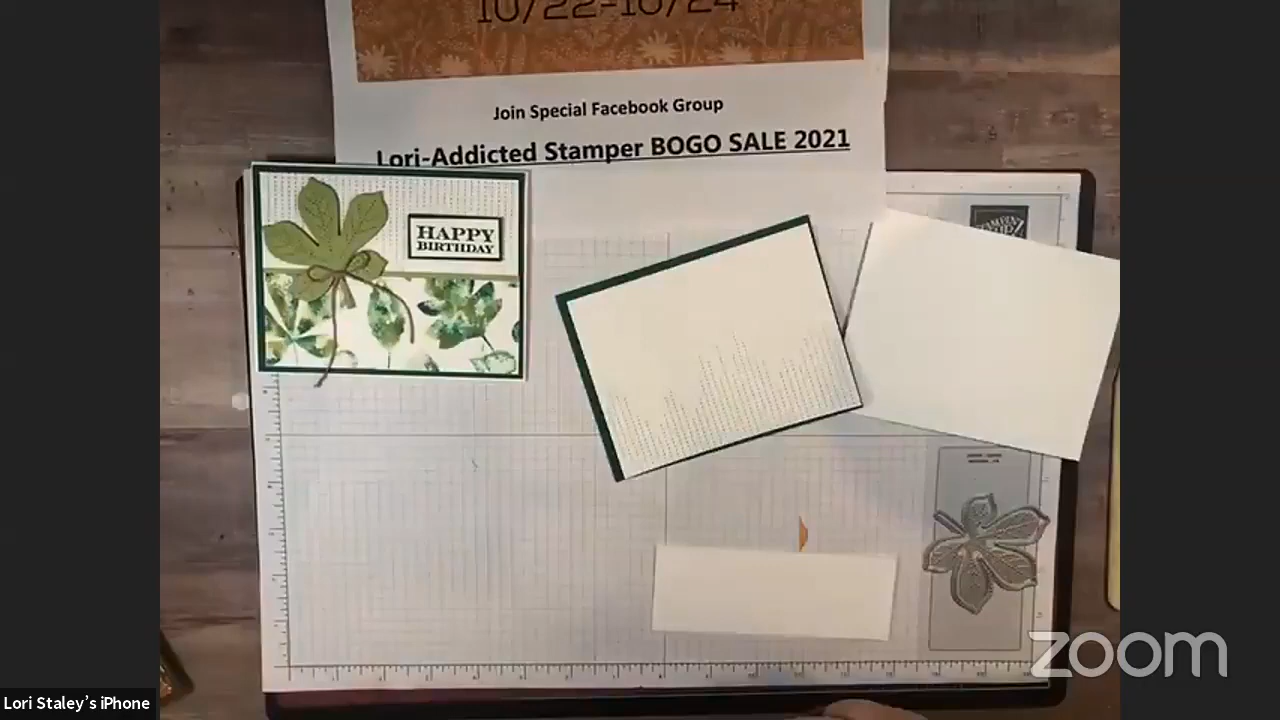 10/22-10/24
Join Special Facebook Group
Lori-Addicted Stamper BOGO SALE 2021
HAPPY
BIRTHDAY
zoom
Lori Staley's iPhone